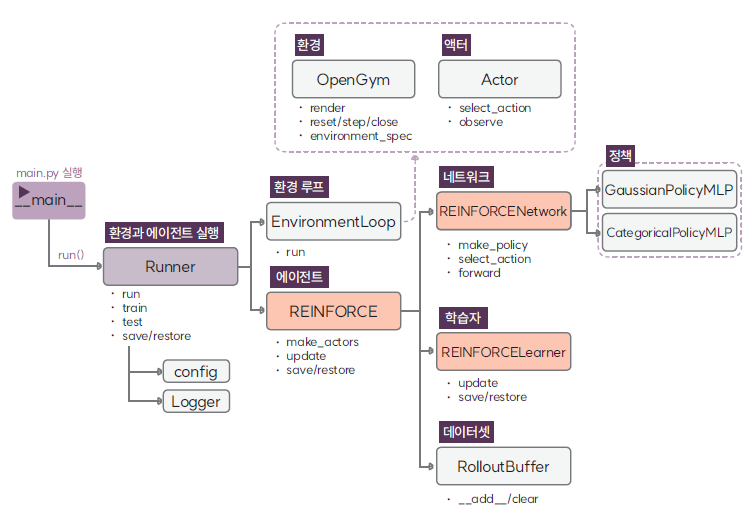 환경
OpenGym
· render
· reset/step/close
· environment_spec
액터
Actor
· select_action
· observe
main.py 실행
__main__
run()
환경과 에이전트 실행
Runner
· run
· train
· test
· save/restore
config
Logger
환경 루프
EnvironmentLoop
· run
에이전트
REINFORCE
· make_actors
· update
· save/restore
네트워크
REINFORCENetwork
· make_policy
· select_action
· forward
정책
GaussianPolicyMLP
CategoricalPolicyMLP
학습자
REINFORCELearner
· update
· save/restore
데이터셋
RolloutBuffer
· __add__/clear